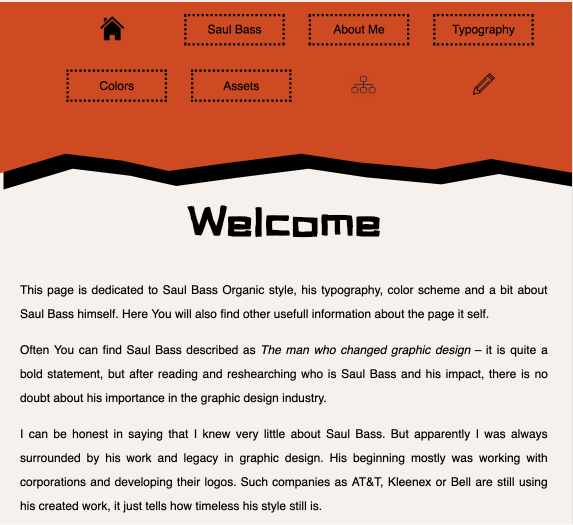 Saul Bass
About Me
Typography
Colors
Assets
Welcome
This page is dedicated to Saul Bass Organic style, his typography, color scheme and a bit about
Saul Bass himself. Here You will also find other usefull information about the page it self.
Often You can find Saul Bass described as The man who changed graphic design – it is quite a
bold statement, but after reading and reshearching who is Saul Bass and his impact, there is no
doubt about his importance in the graphic design industry.
I can be honest in saying that I knew very little about Saul Bass. But apparently I was always
surrounded by his work and legacy in graphic design. His beginning mostly was working with
corporations and developing their logos. Such companies as AT&T, Kleenex or Bell are still using
his created work, it just tells how timeless his style still is.